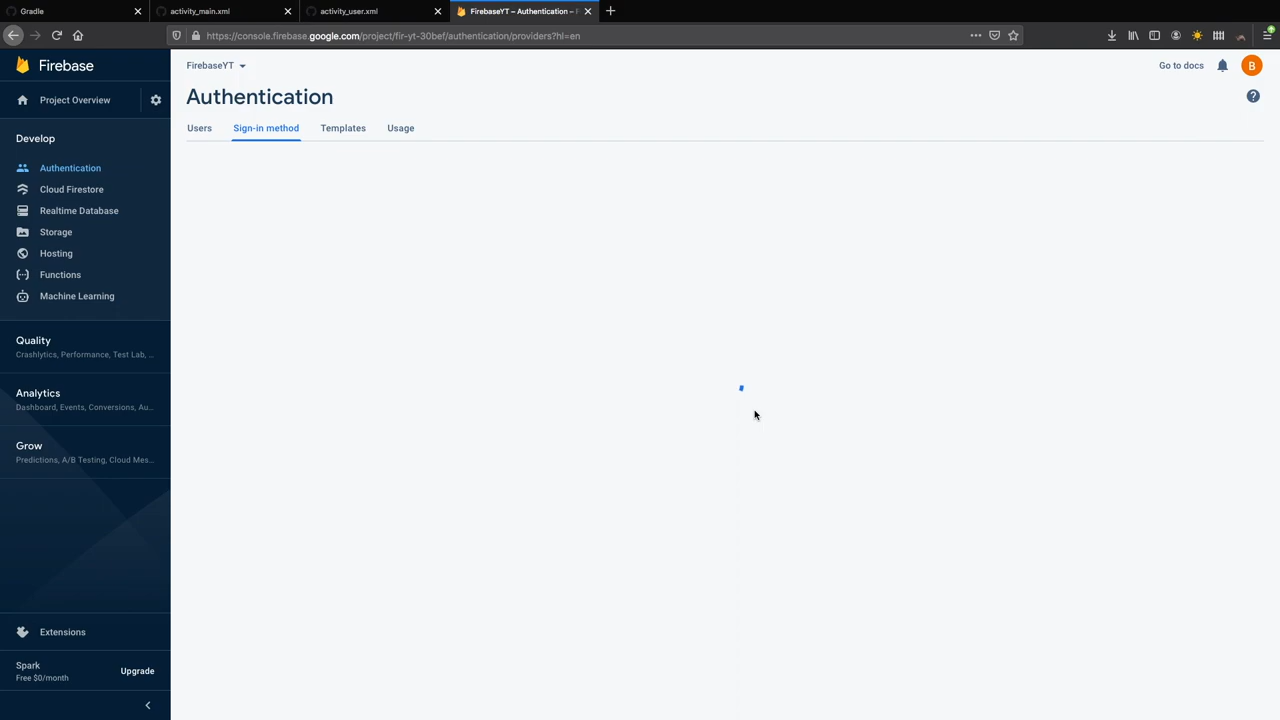 Gradle
activity_main.xml
activity_user.xml
FirebaseYT – Authentication –
https://console.firebase.google.com/project/fir-yt-30bef/authentication/providers?hl=en
Firebase
Project Overview
Develop
Authentication
Cloud Firestore
Realtime Database
Storage
Hosting
Functions
Machine Learning
Quality
Crashlytics, Performance, Test Lab, ...
Analytics
Dashboard, Events, Conversions, Au...
Grow
Predictions, A/B Testing, Cloud Mes...
Extensions
Spark
Free $0/month
Upgrade
FirebaseYT
Go to docs
B
Authentication
Users Sign-in method Templates Usage